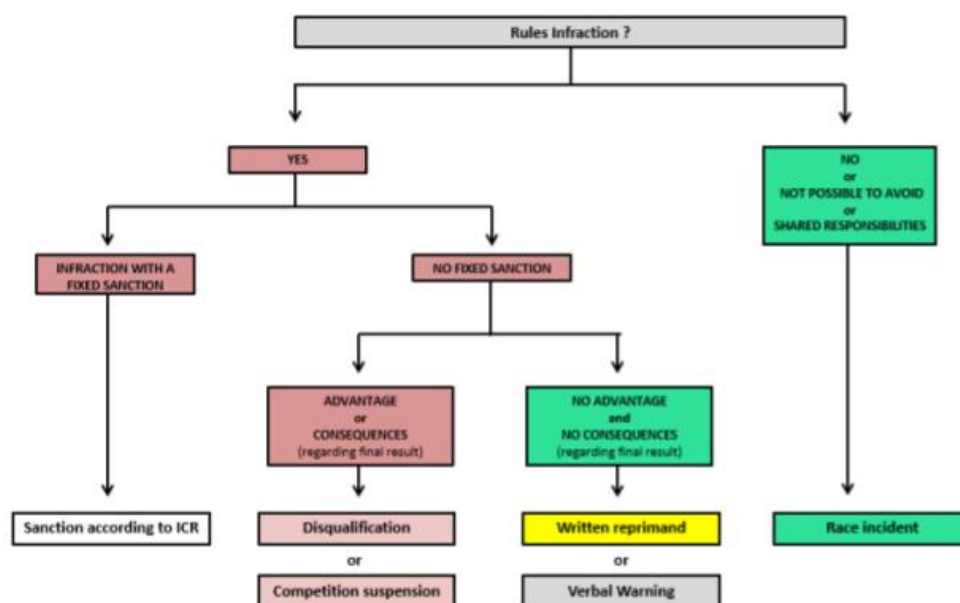 Rules Infraction ?
YES
NO
or
NOT POSSIBLE TO AVOID
or
SHARED RESPONSIBILITIES
INFRACTION WITH A
FIXED SANCTION
NO FIXED SANCTION
ADVANTAGE
or
CONSEQUENCES
(regarding final result)
NO ADVANTAGE
and
NO CONSEQUENCES
(regarding final result)
Sanction according to ICR
Disqualification
or
Competition suspension
Written reprimand
or
Verbal Warning
Race incident